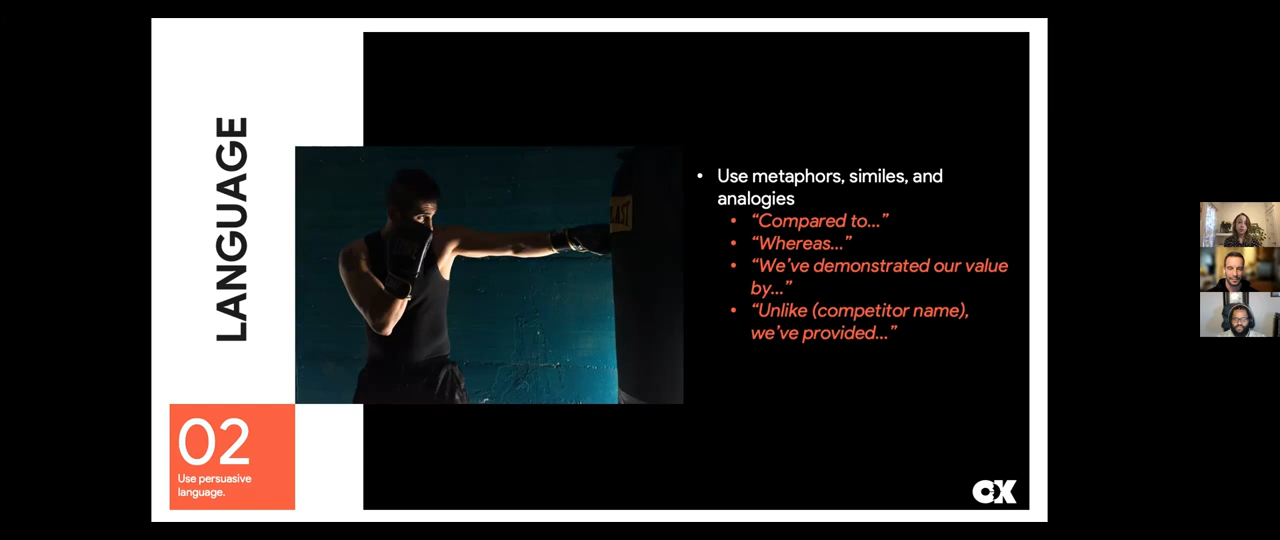 LANGUAGE
• Use metaphors, similes, and
analogies
• “Compared to...”
• “Whereas...”
• “We’ve demonstrated our value
by...”
• “Unlike (competitor name),
we’ve provided...”
02
Use persuasive
language.
OX